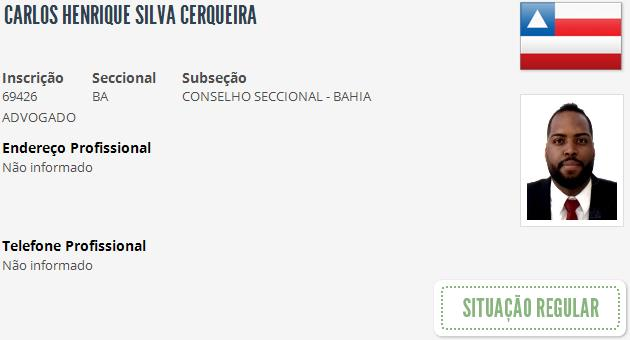 CARLOS HENRIQUE SILVA CERQUEIRA
Inscrição Seccional Subseção
69426 BA CONSELHO SECCIONAL - BAHIA
ADVOGADO
Endereço Profissional
Não informado
Telefone Profissional
Não informado
SITUAÇÃO REGULAR